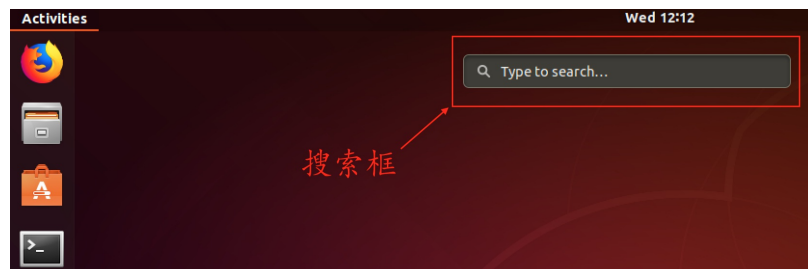 Activities
Wed 12:12
Type to search...
搜索框